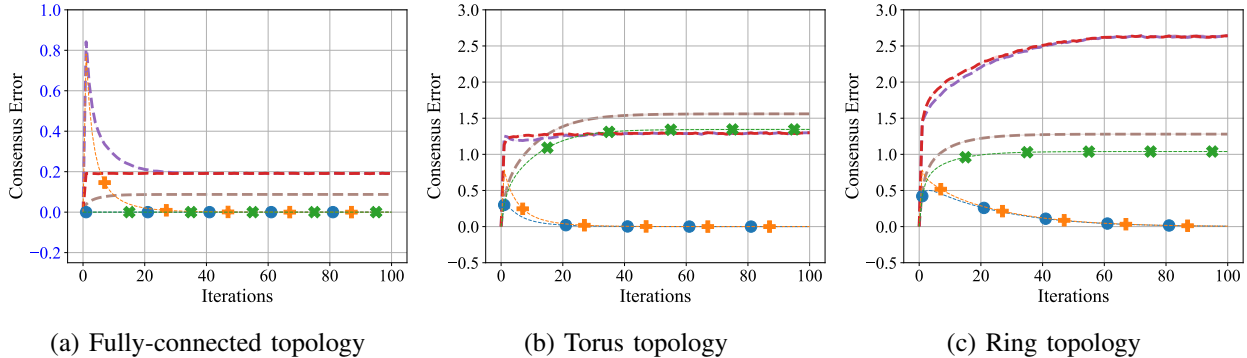 1.0
0.8
0.6
0.4
0.2
0.0
−0.2
Consensus Error
0 20 40 60 80 100
Iterations
(a) Fully-connected topology
3.0
2.5
2.0
1.5
1.0
0.5
0.0
−0.5
Consensus Error
0 20 40 60 80 100
Iterations
(b) Torus topology
3.0
2.5
2.0
1.5
1.0
0.5
0.0
−0.5
Consensus Error
0 20 40 60 80 100
Iterations
(c) Ring topology